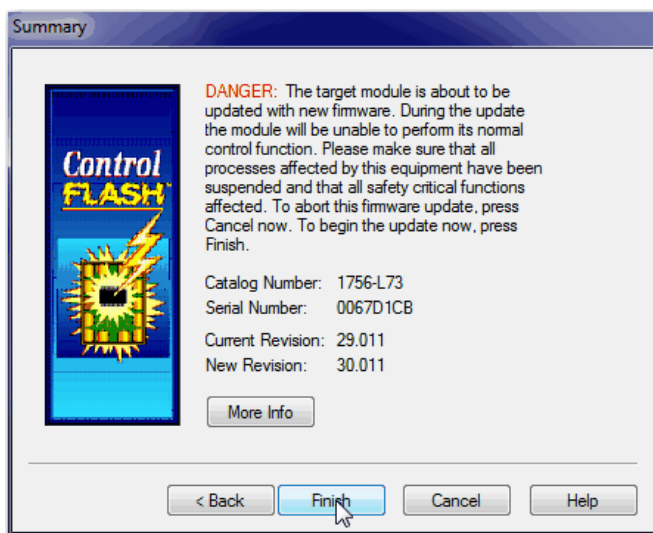 Summary
Control
FLASH
DANGER: The target module is about to be
updated with new firmware. During the update
the module will be unable to perform its normal
control function. Please make sure that all
processes affected by this equipment have been
suspended and that all safety critical functions
affected. To abort this firmware update, press
Cancel now. To begin the update now, press
Finish.
Catalog Number: 1756-L73
Serial Number: 0067D1CB
Current Revision: 29.011
New Revision: 30.011
More Info
< Back Finish Cancel Help